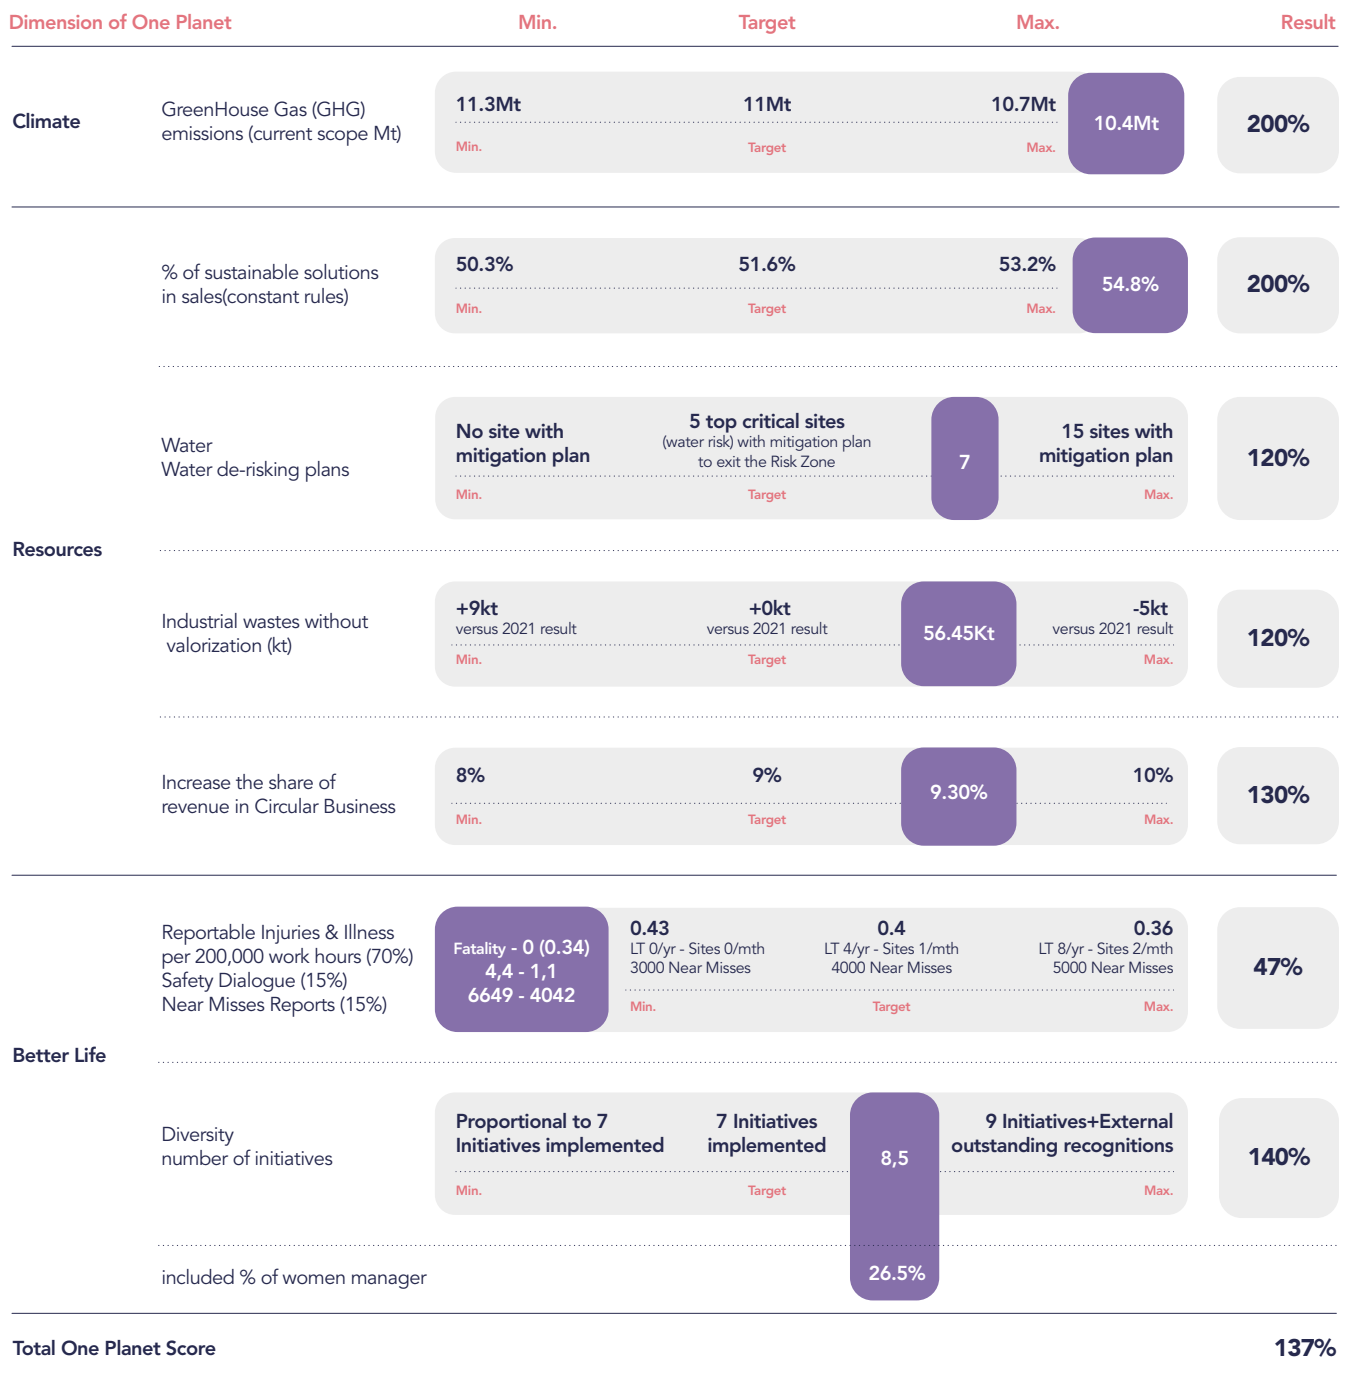 Dimension of One Planet Min. Target Max. Result
Climate
GreenHouse Gas (GHG)
emissions (current scope Mt)
11.3Mt 11Mt 10.7Mt
Min. Target Max.
10.4Mt
200%
% of sustainable solutions
in sales(constant rules)
50.3% 51.6% 53.2%
Min. Target Max.
54.8%
200%
Water
Water de-risking plans
No site with
mitigation plan
Min.
5 top critical sites
(water risk) with mitigation plan
to exit the Risk Zone
Target
7
15 sites with
mitigation plan
Max.
120%
Resources
Industrial wastes without
valorization (kt)
+9kt
versus 2021 result
Min.
+0kt
versus 2021 result
Target
56.45Kt
-5kt
versus 2021 result
Max.
120%
Increase the share of
revenue in Circular Business
8% 9% 9.30% 10%
Min. Target Max.
130%
Reportable Injuries & Illness
per 200,000 work hours (70%)
Safety Dialogue (15%)
Near Misses Reports (15%)
Fatality - 0 (0.34)
4,4 - 1,1
6649 - 4042
0.43
LT 0/yr - Sites 0/mth
3000 Near Misses
Min.
0.4
LT 4/yr - Sites 1/mth
4000 Near Misses
Target
0.36
LT 8/yr - Sites 2/mth
5000 Near Misses
Max.
47%
Better Life
Diversity
number of initiatives
Proportional to 7
Initiatives implemented
Min.
7 Initiatives
implemented
Target
8,5
9 Initiatives+External
outstanding recognitions
Max.
140%
included % of women manager
26.5%
Total One Planet Score 137%